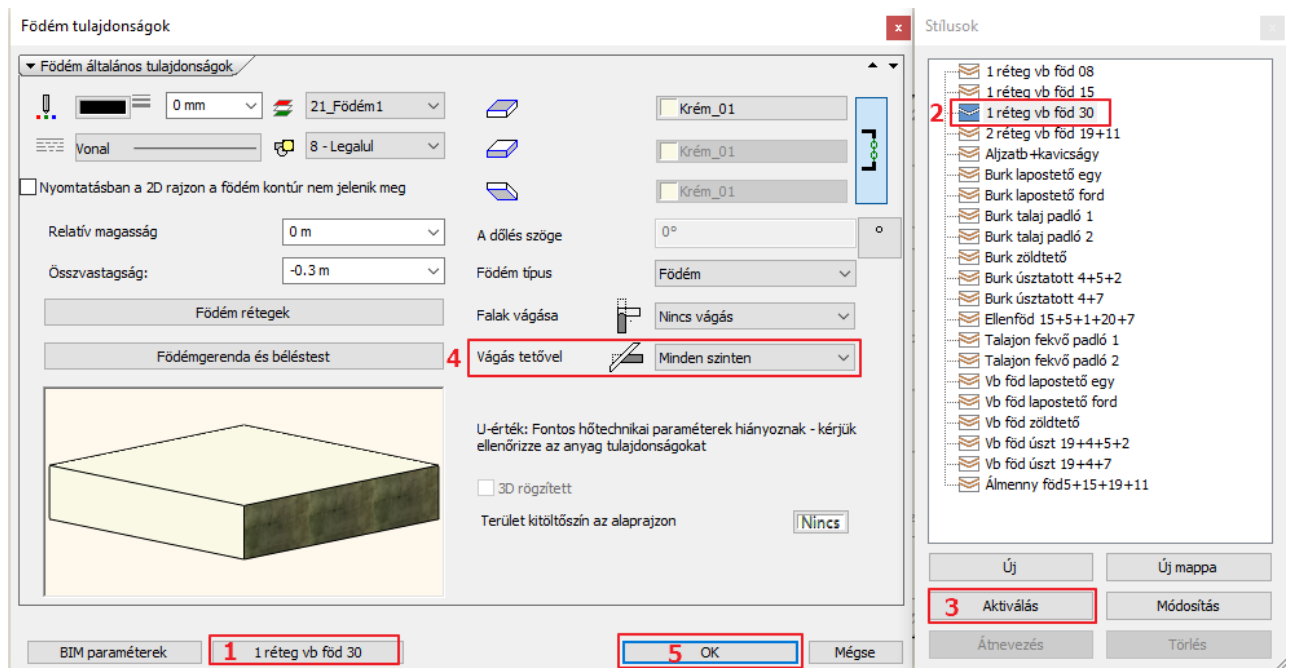 Födém tulajdonságok
x
Födém általános tulajdonságok
0 mm
21_Födém1
Krém_01
Vonal
8 - Legalul
Krém_01
Nyomtatásban a 2D rajzon a födém kontúr nem jelenik meg
Krém_01
Relatív magasság
0 m
A dőlés szöge
0°
°
Összvastagság:
-0.3 m
Födém típus
Födém
Födém rétegek
Falak vágása
Nincs vágás
Födémgerenda és béléstest
4 Vágás tetővel
Minden szinten
U-érték: Fontos hőtechnikai paraméterek hiányoznak - kérjük
ellenőrizze az anyag tulajdonságokat
3D rögzített
Terület kitöltőszín az alaprajzon
Nincs
BIM paraméterek
1 1 réteg vb föd 30
5 OK
Mégse
Stílusok
x
1 réteg vb föd 08
1 réteg vb föd 15
2 1 réteg vb föd 30
2 réteg vb föd 19+11
Aljzatb+kavicságy
Burk lapostető egy
Burk lapostető ford
Burk talaj padló 1
Burk talaj padló 2
Burk zöldtető
Burk úsztatott 4+5+2
Burk úsztatott 4+7
Ellenföd 15+5+1+20+7
Talajon fekvő padló 1
Talajon fekvő padló 2
Vb föd lapostető egy
Vb föd lapostető ford
Vb föd zöldtető
Vb föd úszt 19+4+5+2
Vb föd úszt 19+4+7
Álmenny föd5+15+19+11
Új
Új mappa
3 Aktiválás
Módosítás
Átnevezés
Törlés